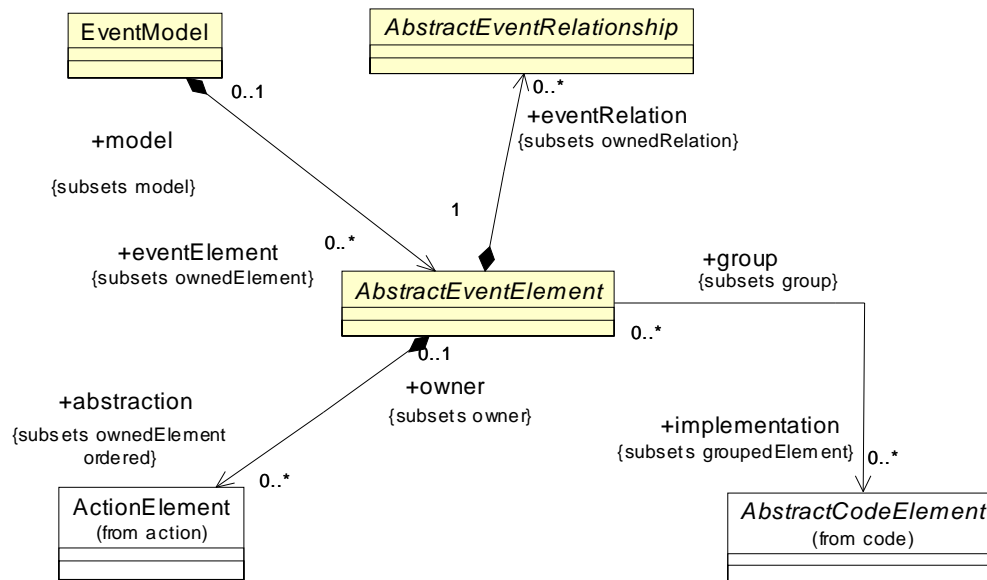 EventModel
AbstractEventRelationship
0..1
0..*
+model
+eventRelation
{subsets ownedRelation}
{subsets model}
1
+eventElement
0..*
{subsets ownedElement}
+group
{subsets group}
AbstractEventElement
0..*
0..1
+owner
{subsets owner}
+abstraction
{subsets ownedElement
ordered}
+implementation
{subsets groupedElement}
0..*
0..*
ActionElement
(from action)
AbstractCodeElement
(from code)